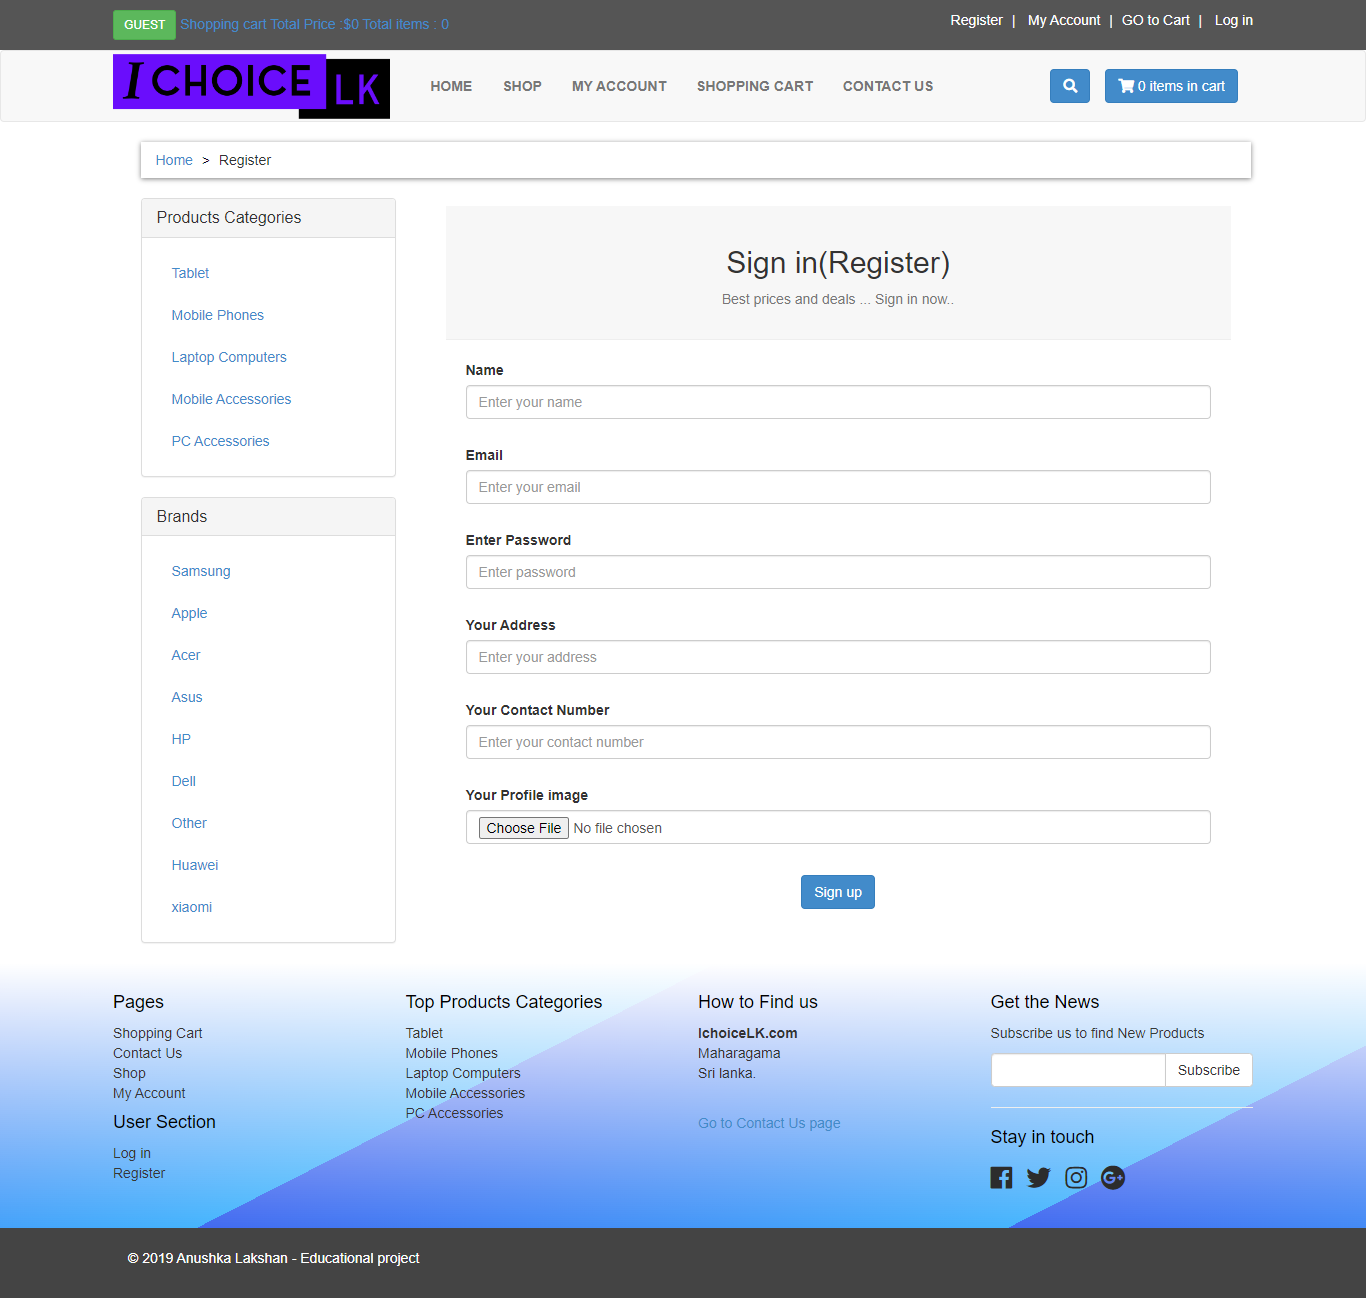 GUEST Shopping cart Total Price :$0 Total items : 0
Register | My Account | GO to Cart | Log in
I CHOICE LK
HOME SHOP MY ACCOUNT SHOPPING CART CONTACT US
0 items in cart
Home > Register
Products Categories
Tablet
Mobile Phones
Laptop Computers
Mobile Accessories
PC Accessories
Brands
Samsung
Apple
Acer
Asus
HP
Dell
Other
Huawei
xiaomi
Sign in(Register)
Best prices and deals ... Sign in now..
Name
Enter your name
Email
Enter your email
Enter Password
Enter password
Your Address
Enter your address
Your Contact Number
Enter your contact number
Your Profile image
Choose File No file chosen
Sign up
Pages
Shopping Cart
Contact Us
Shop
My Account
User Section
Log in
Register
Top Products Categories
Tablet
Mobile Phones
Laptop Computers
Mobile Accessories
PC Accessories
How to Find us
IchoiceLK.com
Maharagama
Sri lanka.
Go to Contact Us page
Get the News
Subscribe us to find New Products
Subscribe
Stay in touch
G+
© 2019 Anushka Lakshan - Educational project